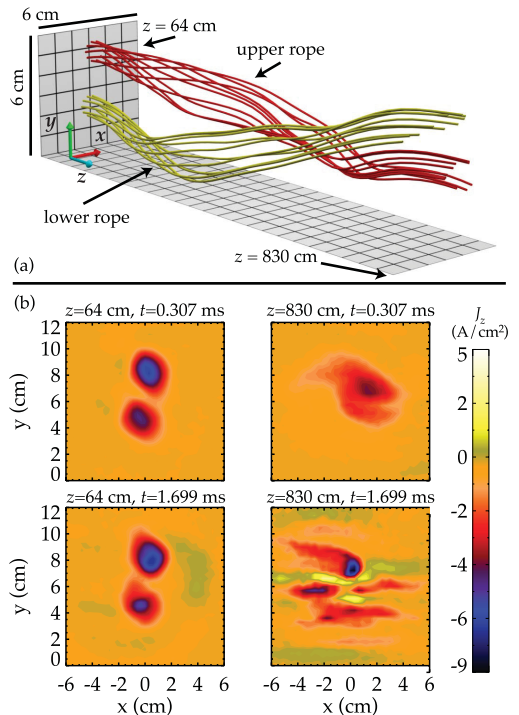 6 cm
z = 64 cm
upper rope
6 cm
y
x
z
lower rope
z = 830 cm
(a)
(b)
z=64 cm, t=0.307 ms
z=830 cm, t=0.307 ms
Jz
(A/cm²)
12
10
8
6
4
2
0
y (cm)
5
2
0
-2
-4
-6
-9
z=64 cm, t=1.699 ms
z=830 cm, t=1.699 ms
12
10
8
6
4
2
0
y (cm)
-6 -4 -2 0 2 4 6
-6 -4 -2 0 2 4 6
x (cm)
x (cm)